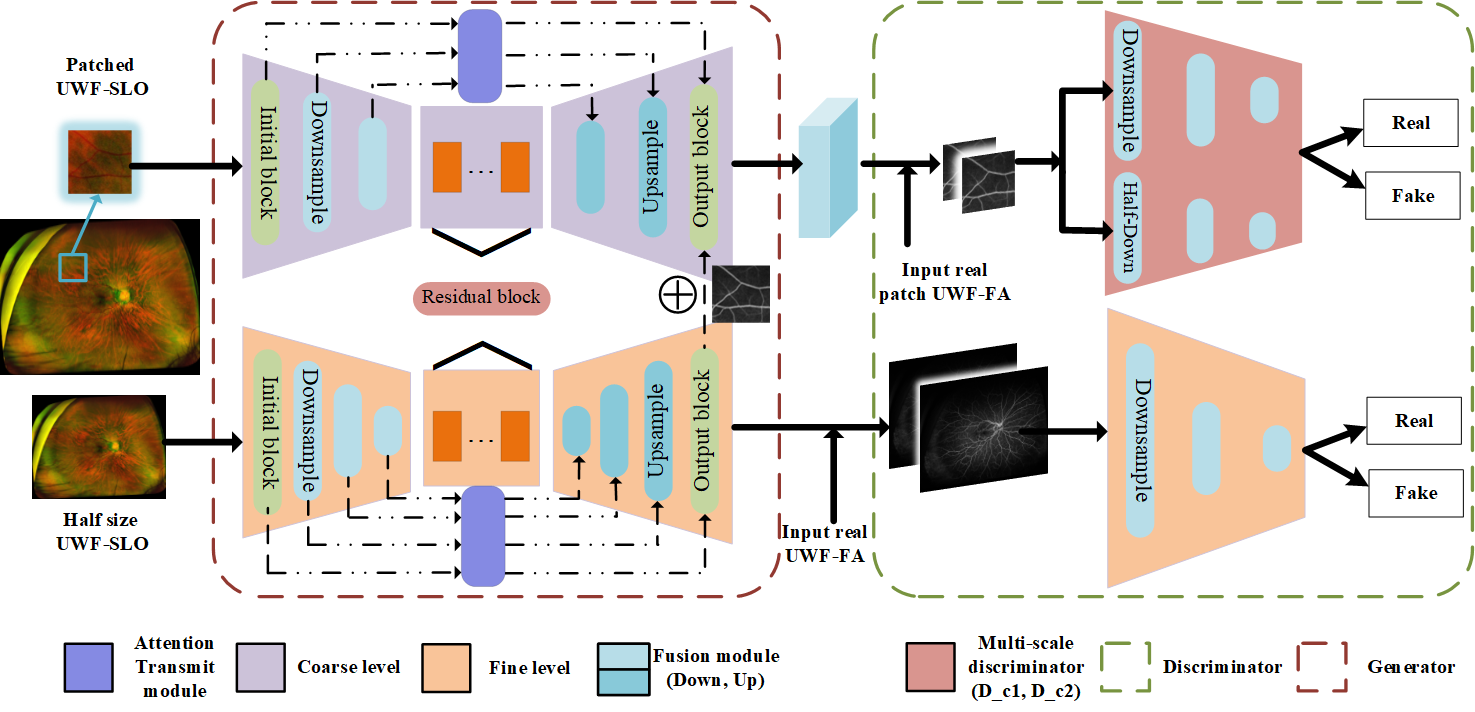 Patched
UWF-SLO
Initial block
Downsample
...
Upsample
Output block
Residual block
Input real
patch UWF-FA
Downsample
Half-Down
Real
Fake
Half size
UWF-SLO
Initial block
Downsample
...
Upsample
Output block
Input real
UWF-FA
Downsample
Real
Fake
Attention
Transmit
module
Coarse level
Fine level
Fusion module
(Down, Up)
Multi-scale
discriminator
(D_c1, D_c2)
Discriminator
Generator